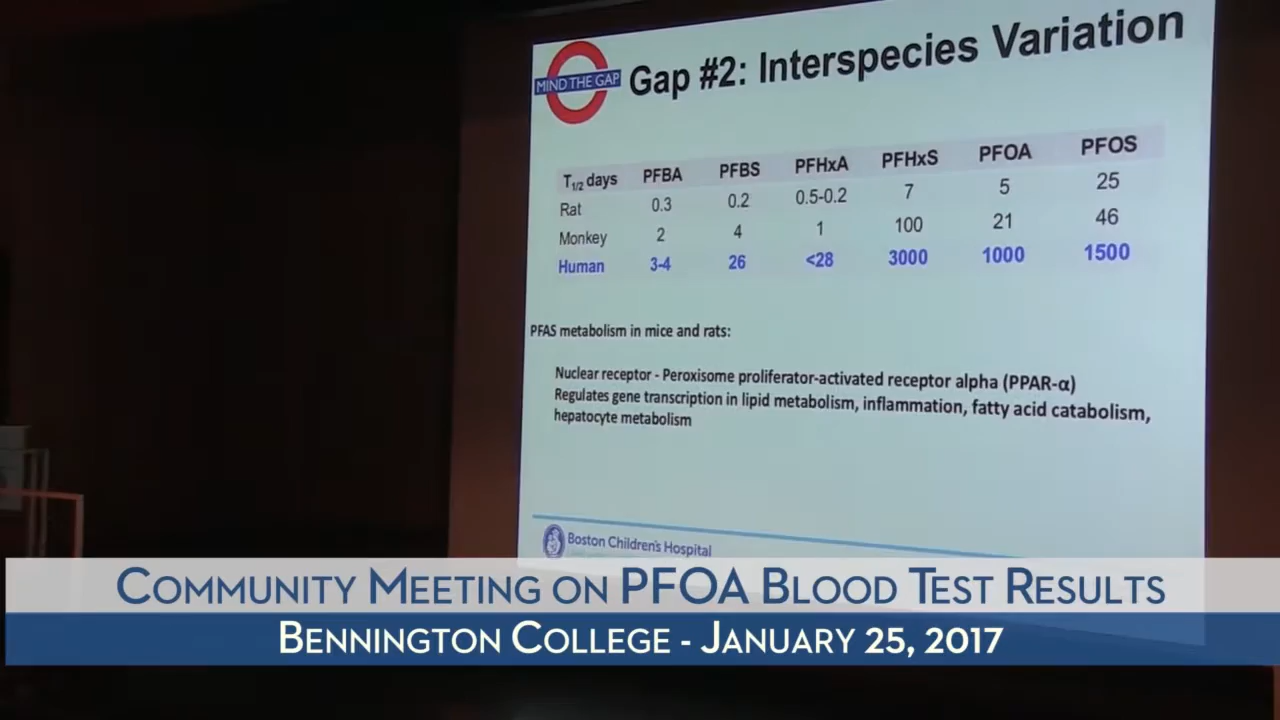 MIND THE GAP
Gap #2: Interspecies Variation
T1/2 days PFBA PFBS PFHxA PFHxS PFOA PFOS
Rat 0.3 0.2 0.5-0.2 7 5 25
Monkey 2 4 1 100 21 46
Human 3-4 26 <28 3000 1000 1500
PFAS metabolism in mice and rats:
Nuclear receptor - Peroxisome proliferator-activated receptor alpha (PPAR-α)
Regulates gene transcription in lipid metabolism, inflammation, fatty acid catabolism,
hepatocyte metabolism
Boston Children's Hospital
COMMUNITY MEETING ON PFOA BLOOD TEST RESULTS
BENNINGTON COLLEGE - JANUARY 25, 2017